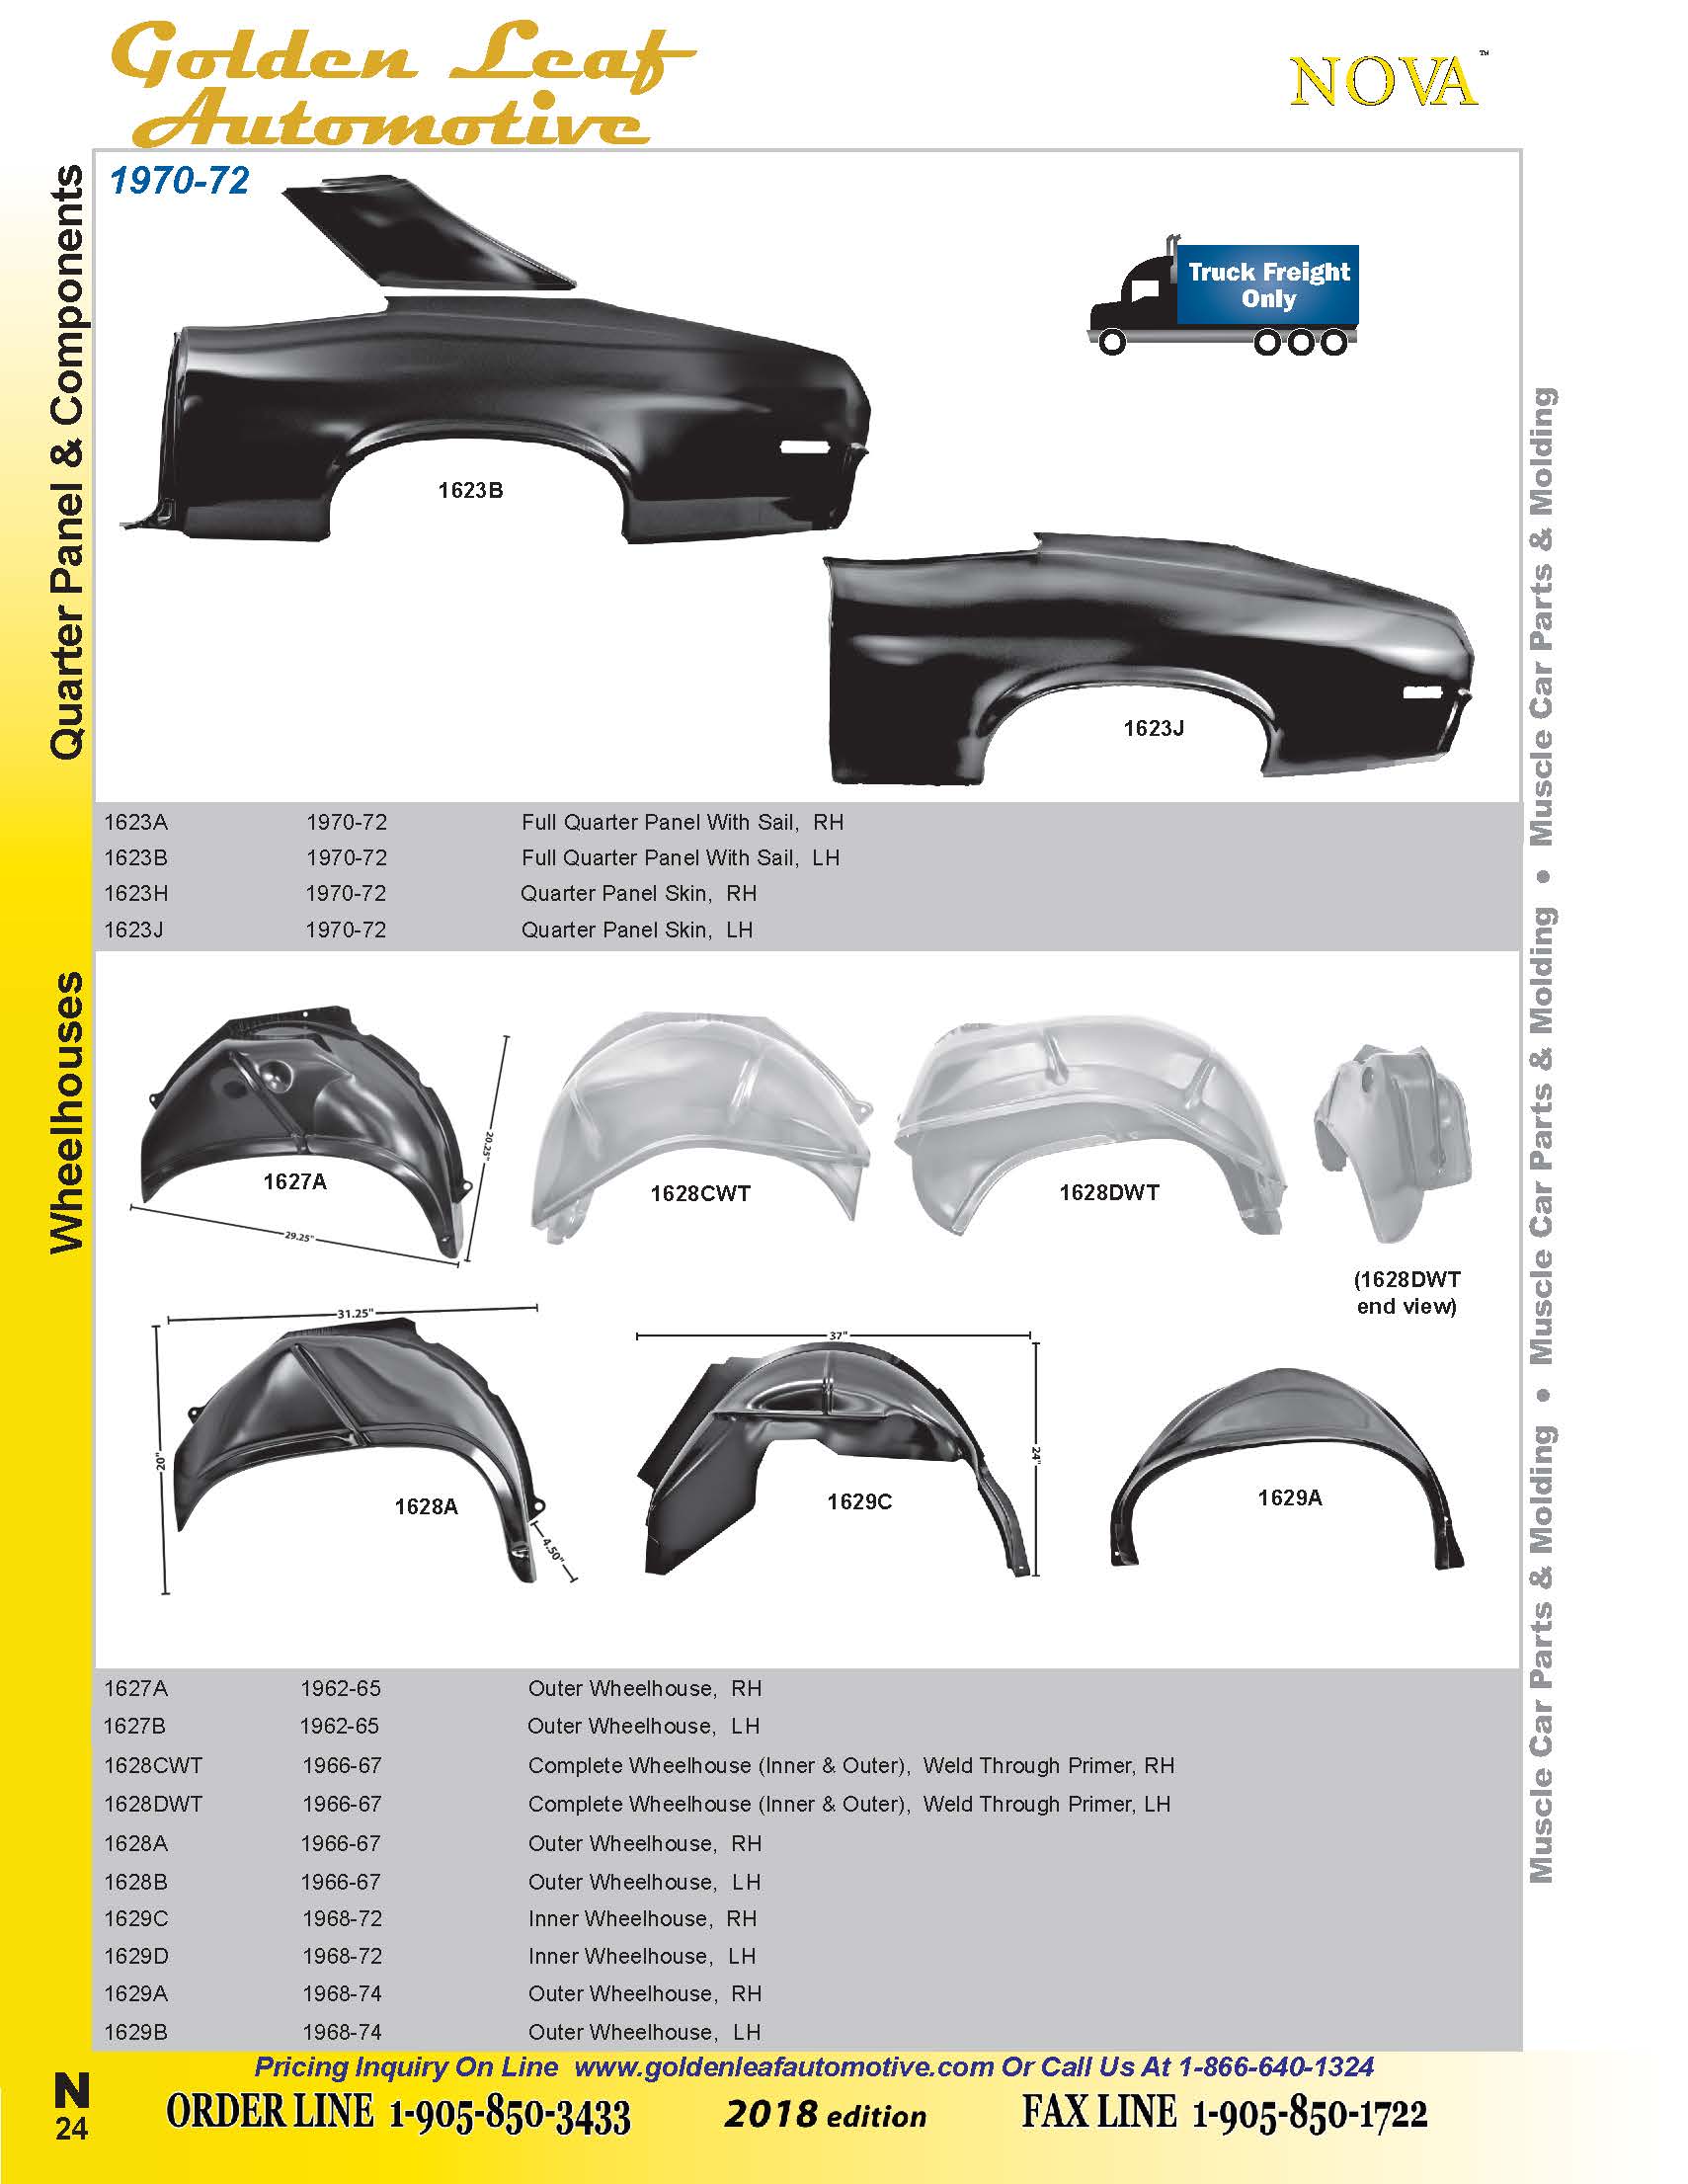 Golden Leaf
Automotive
NOVA™
1970-72
Truck Freight
Only
Quarter Panel & Components
1623B
1623J
1623A 1970-72 Full Quarter Panel With Sail, RH
1623B 1970-72 Full Quarter Panel With Sail, LH
1623H 1970-72 Quarter Panel Skin, RH
1623J 1970-72 Quarter Panel Skin, LH
Wheelhouses
20.25"
1627A
29.25"
1628CWT
1628DWT
(1628DWT
end view)
31.25"
20"
1628A
4.50"
37"
24"
1629C
1629A
1627A 1962-65 Outer Wheelhouse, RH
1627B 1962-65 Outer Wheelhouse, LH
1628CWT 1966-67 Complete Wheelhouse (Inner & Outer), Weld Through Primer, RH
1628DWT 1966-67 Complete Wheelhouse (Inner & Outer), Weld Through Primer, LH
1628A 1966-67 Outer Wheelhouse, RH
1628B 1966-67 Outer Wheelhouse, LH
1629C 1968-72 Inner Wheelhouse, RH
1629D 1968-72 Inner Wheelhouse, LH
1629A 1968-74 Outer Wheelhouse, RH
1629B 1968-74 Outer Wheelhouse, LH
Muscle Car Parts & Molding • Muscle Car Parts & Molding • Muscle Car Parts & Molding
Pricing Inquiry On Line www.goldenleafautomotive.com Or Call Us At 1-866-640-1324
N
24
ORDER LINE 1-905-850-3433 2018 edition FAX LINE 1-905-850-1722